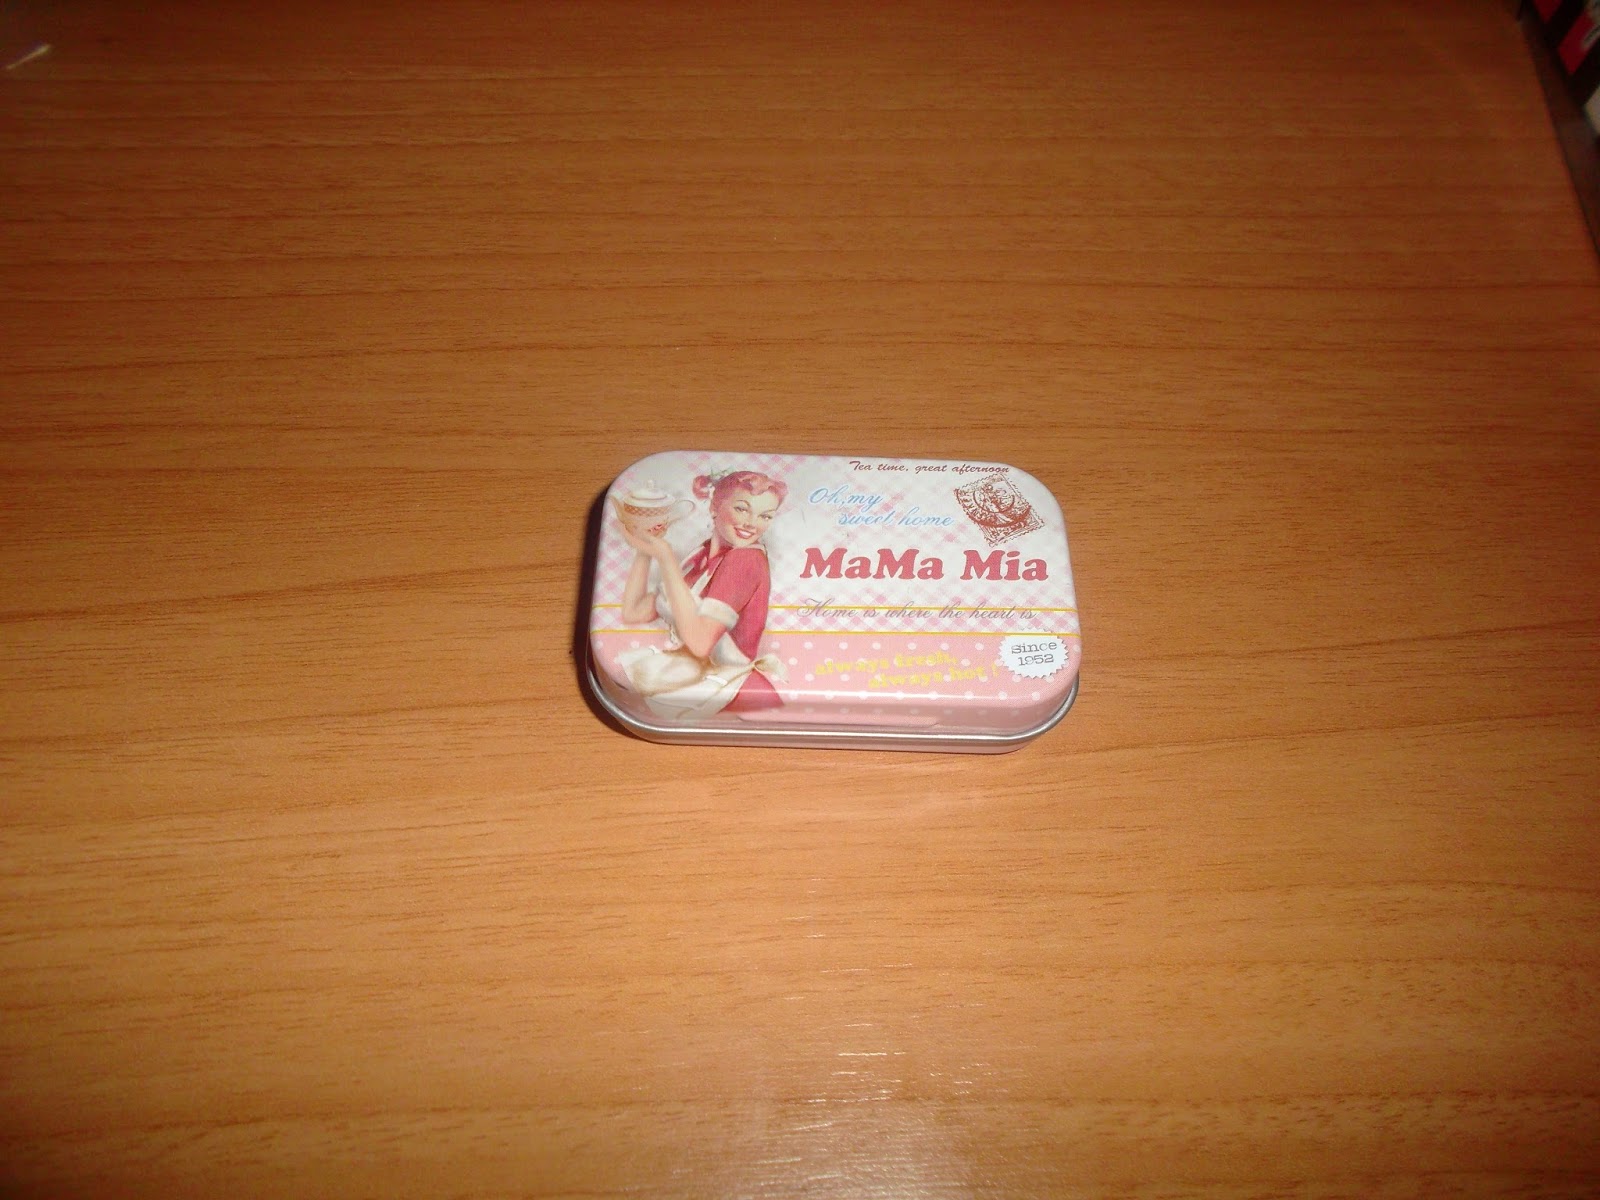 Tea time, great afternoon
Oh, my
sweet home
MaMa Mia
Home is where the heart is
always fresh,
always hot !
Since
1952